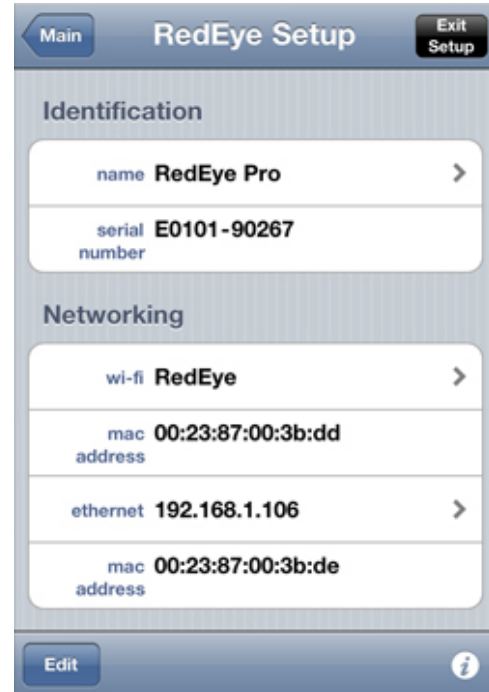 Main
RedEye Setup
Exit
Setup
Identification
name RedEye Pro
serial E0101-90267
number
Networking
wi-fi RedEye
mac 00:23:87:00:3b:dd
address
ethernet 192.168.1.106
mac 00:23:87:00:3b:de
address
Edit
i